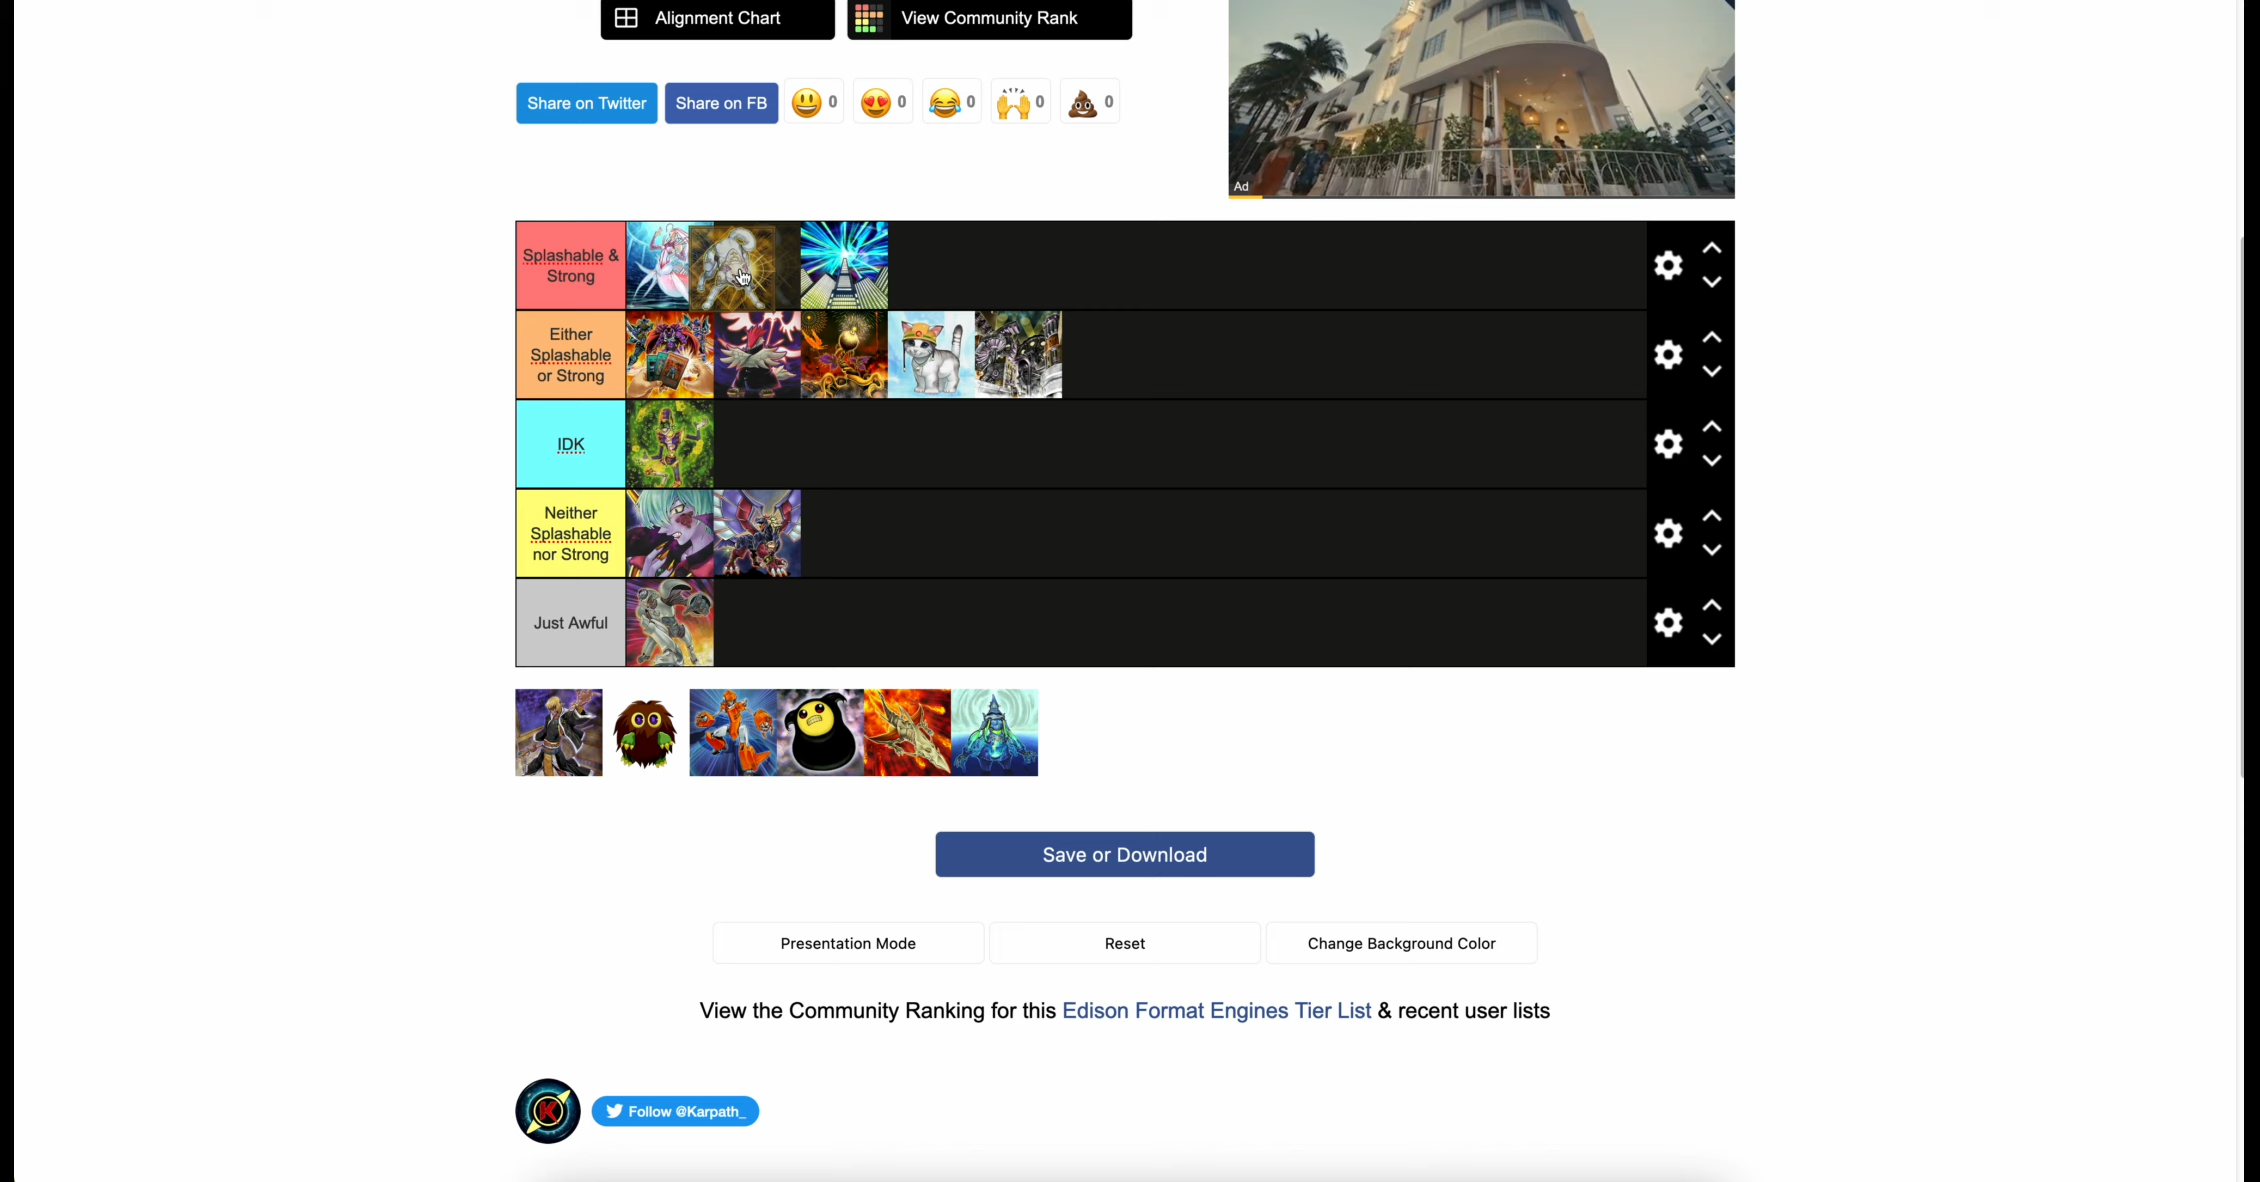 Alignment Chart
View Community Rank
Share on Twitter
Share on FB
0
0
0
0
0
Ad
Splashable &
Strong
Either
Splashable
or Strong
IDK
Neither
Splashable
nor Strong
Just Awful
Save or Download
Presentation Mode
Reset
Change Background Color
View the Community Ranking for this Edison Format Engines Tier List & recent user lists
K
Follow @Karpath_